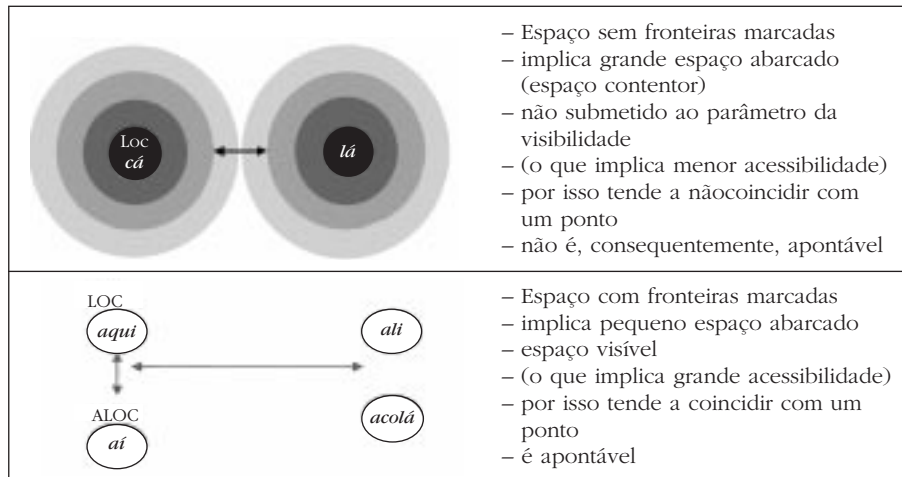 Loc
cá
lá
– Espaço sem fronteiras marcadas
– implica grande espaço abarcado
(espaço contentor)
– não submetido ao parâmetro da
visibilidade
– (o que implica menor acessibilidade)
– por isso tende a nãocoincidir com
um ponto
– não é, consequentemente, apontável
LOC
aqui
ali
ALOC
aí
acolá
– Espaço com fronteiras marcadas
– implica pequeno espaço abarcado
– espaço visível
– (o que implica grande acessibilidade)
– por isso tende a coincidir com um
ponto
– é apontável